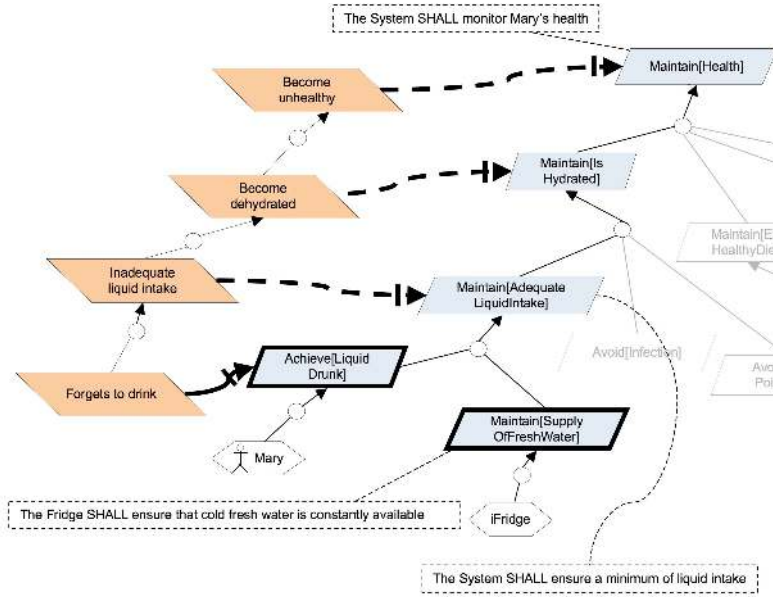 The System SHALL monitor Mary's health
Maintain[Health]
Become
unhealthy
Maintain[Is
Hydrated]
Become
dehydrated
Maintain[E
HealthyDie
Inadequate
liquid intake
Maintain[Adequate
LiquidIntake]
Avoid[Infection]
Avo
Poi
Achieve[Liquid
Drunk]
Forgets to drink
Maintain[Supply
OfFreshWater]
Mary
The Fridge SHALL ensure that cold fresh water is constantly available
iFridge
The System SHALL ensure a minimum of liquid intake